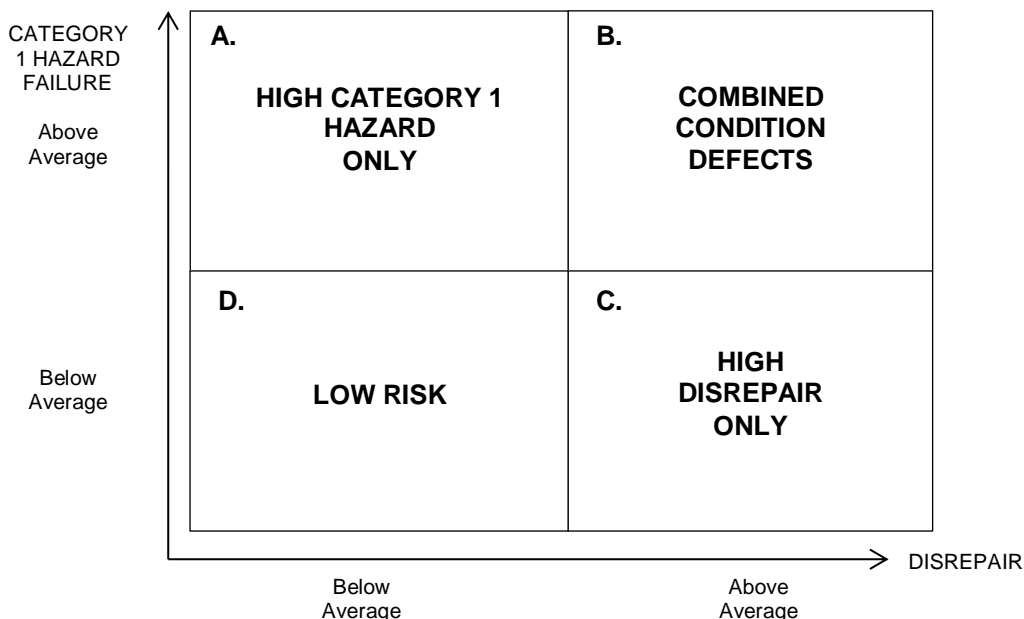 CATEGORY
1 HAZARD
FAILURE
Above
Average
A.
HIGH CATEGORY 1
HAZARD
ONLY
B.
COMBINED
CONDITION
DEFECTS
Below
Average
D.
LOW RISK
C.
HIGH
DISREPAIR
ONLY
DISREPAIR
Below
Average
Above
Average